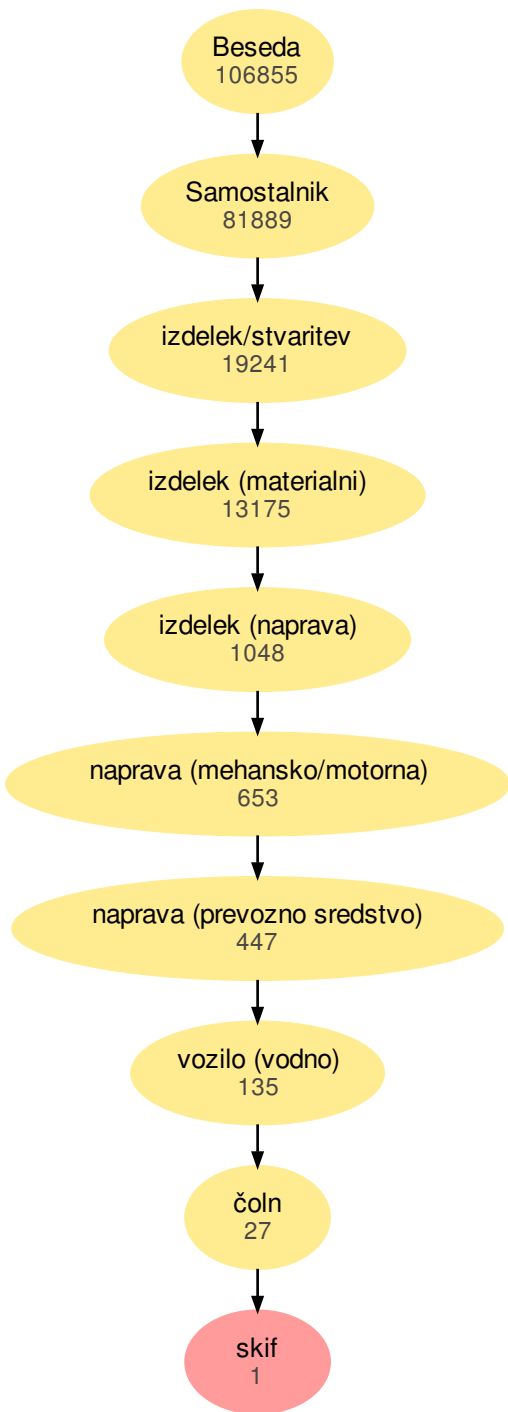 Beseda
106855
Samostalnik
81889
izdelek/stvaritev
19241
izdelek (materialni)
13175
izdelek (naprava)
1048
naprava (mehansko/motorna)
653
naprava (prevozno sredstvo)
447
vozilo (vodno)
135
čoln
27
skif
1